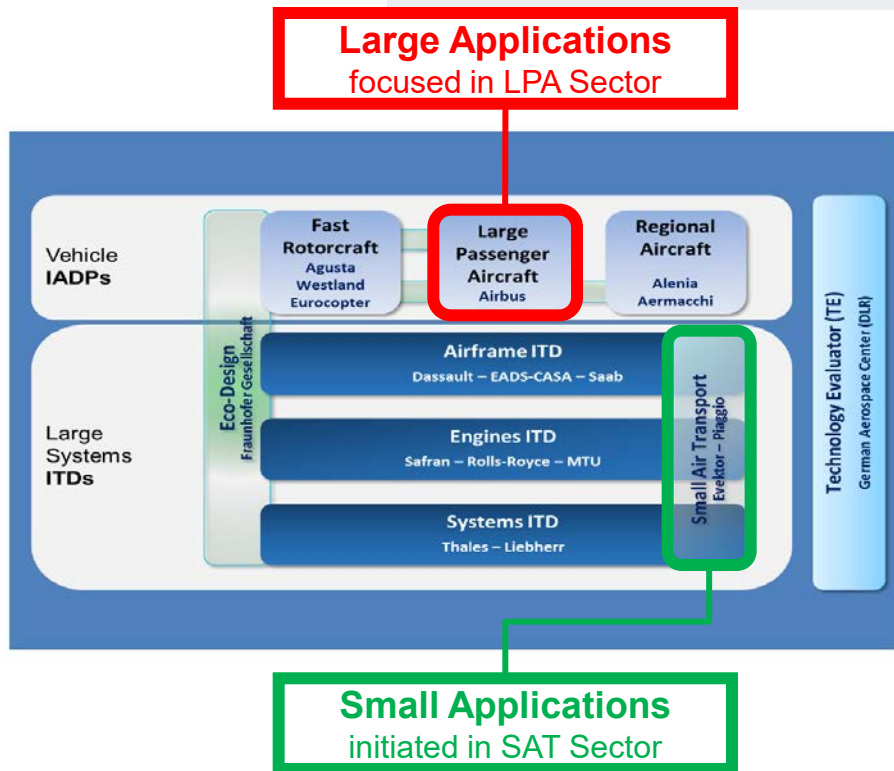 Large Applications
focused in LPA Sector
Vehicle
IADPs
Fast
Rotorcraft
Agusta
Westland
Eurocopter
Large
Passenger
Aircraft
Airbus
Regional
Aircraft
Alenia
Aermacchi
Eco-Design
Fraunhofer Gesellschaft
Large
Systems
ITDs
Airframe ITD
Dassault – EADS-CASA – Saab
Engines ITD
Safran – Rolls-Royce – MTU
Systems ITD
Thales – Liebherr
Small Air Transport
Evektor – Piaggio
Technology Evaluator (TE)
German Aerospace Center (DLR)
Small Applications
initiated in SAT Sector